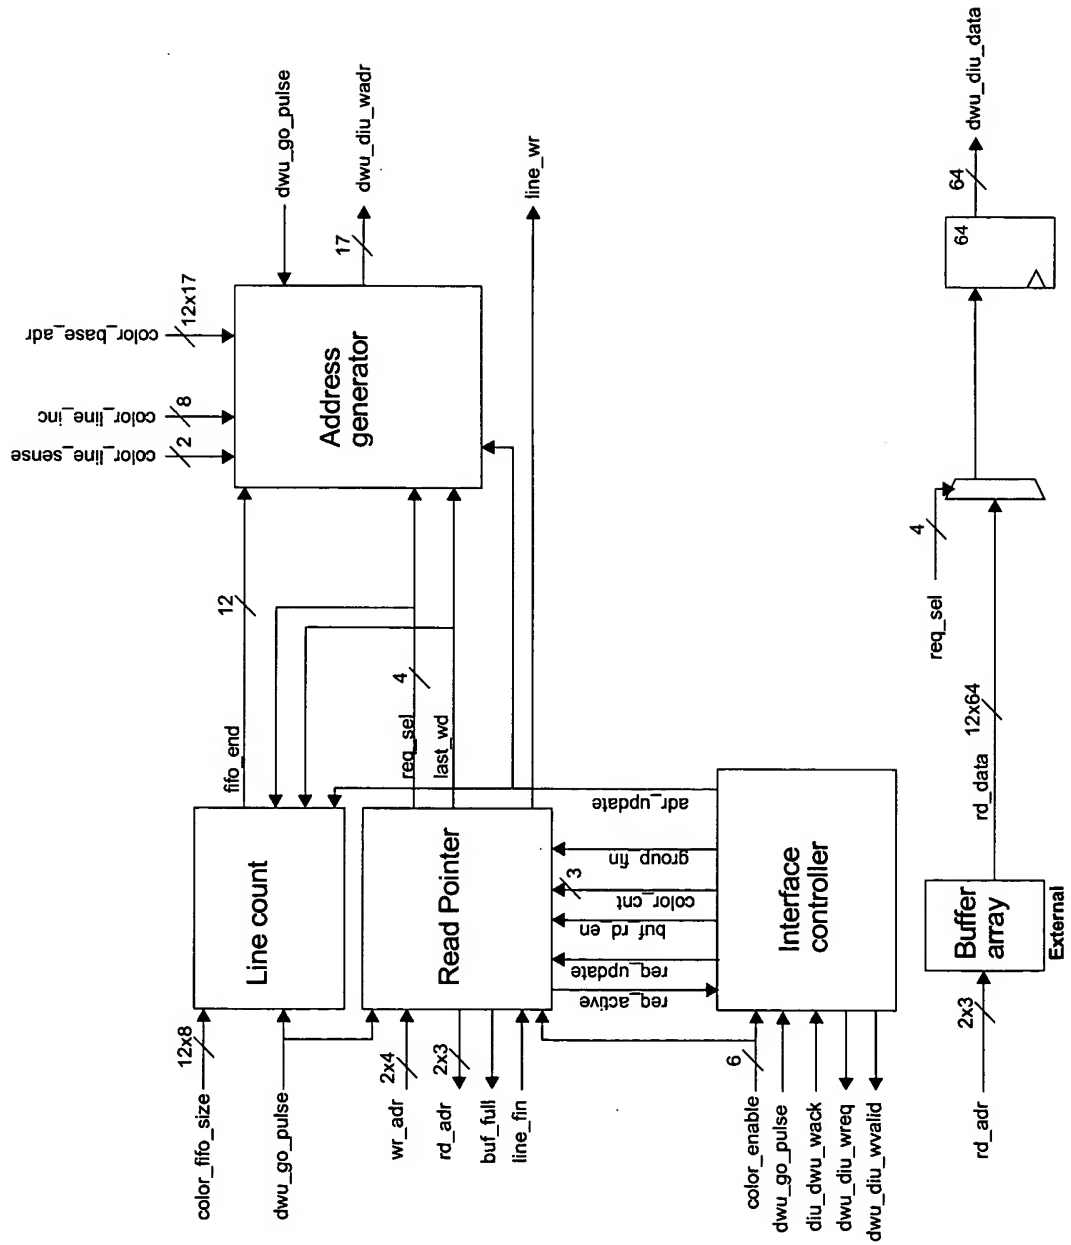 color_fifo_size
12x8
dwu_go_pulse
Line count
fifo_end
12
color_line_sense
2
color_line_inc
8
color_base_adr
12x17
Address
generator
dwu_go_pulse
17
dwu_diu_wadr
wr_adr
2x4
rd_adr
2x3
buf_full
line_fin
Read Pointer
req_sel
4
last_wd
line_wr
req_active
req_update
buf_rd_en
color_cnt
3
group_fin
adr_update
color_enable
6
dwu_go_pulse
diu_dwu_wack
dwu_diu_wreq
dwu_diu_wvalid
Interface
controller
rd_adr
2x3
Buffer
array
External
rd_data
12x64
req_sel
4
64
64
dwu_diu_data